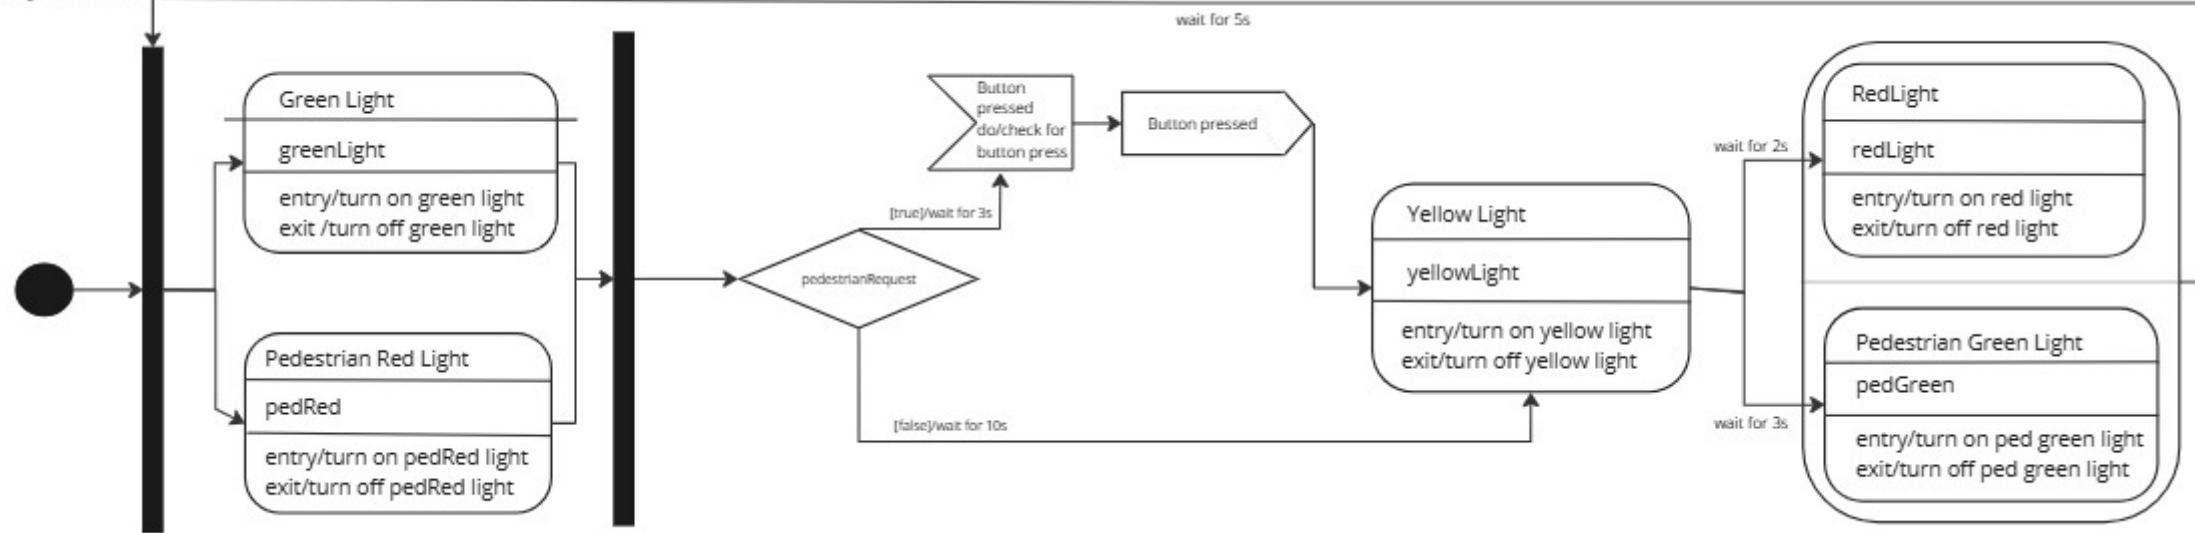 wait for 5s
Green Light
greenLight
entry/turn on green light
exit /turn off green light
Pedestrian Red Light
pedRed
entry/turn on pedRed light
exit/turn off pedRed light
pedestrianRequest
[true]/wait for 3s
[false]/wait for 10s
Button
pressed
do/check for
button press
Button pressed
Yellow Light
yellowLight
entry/turn on yellow light
exit/turn off yellow light
wait for 2s
wait for 3s
RedLight
redLight
entry/turn on red light
exit/turn off red light
Pedestrian Green Light
pedGreen
entry/turn on ped green light
exit/turn off ped green light